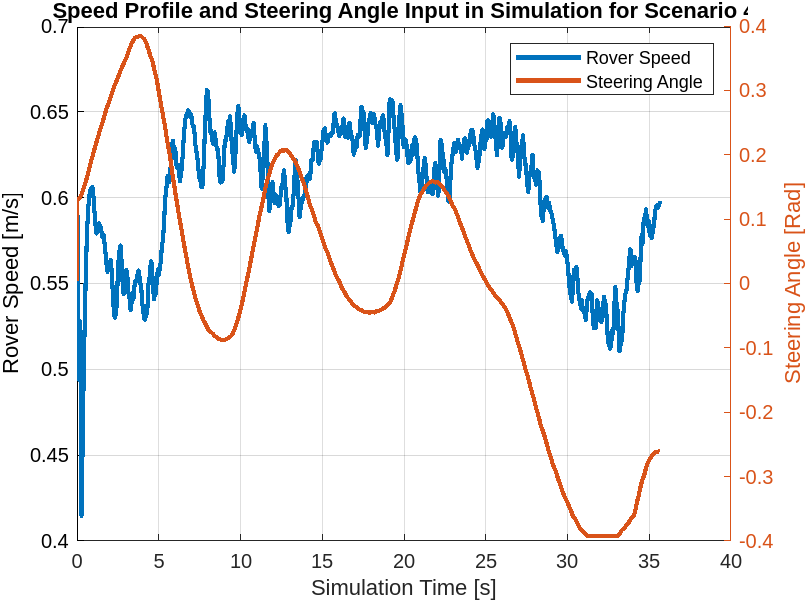 Speed Profile and Steering Angle Input in Simulation for Scenario
Rover Speed
Steering Angle
0.7
0.65
0.6
0.55
0.5
0.45
0.4
Rover Speed [m/s]
0.4
0.3
0.2
0.1
0
-0.1
-0.2
-0.3
-0.4
Steering Angle [Rad]
0 5 10 15 20 25 30 35 40
Simulation Time [s]